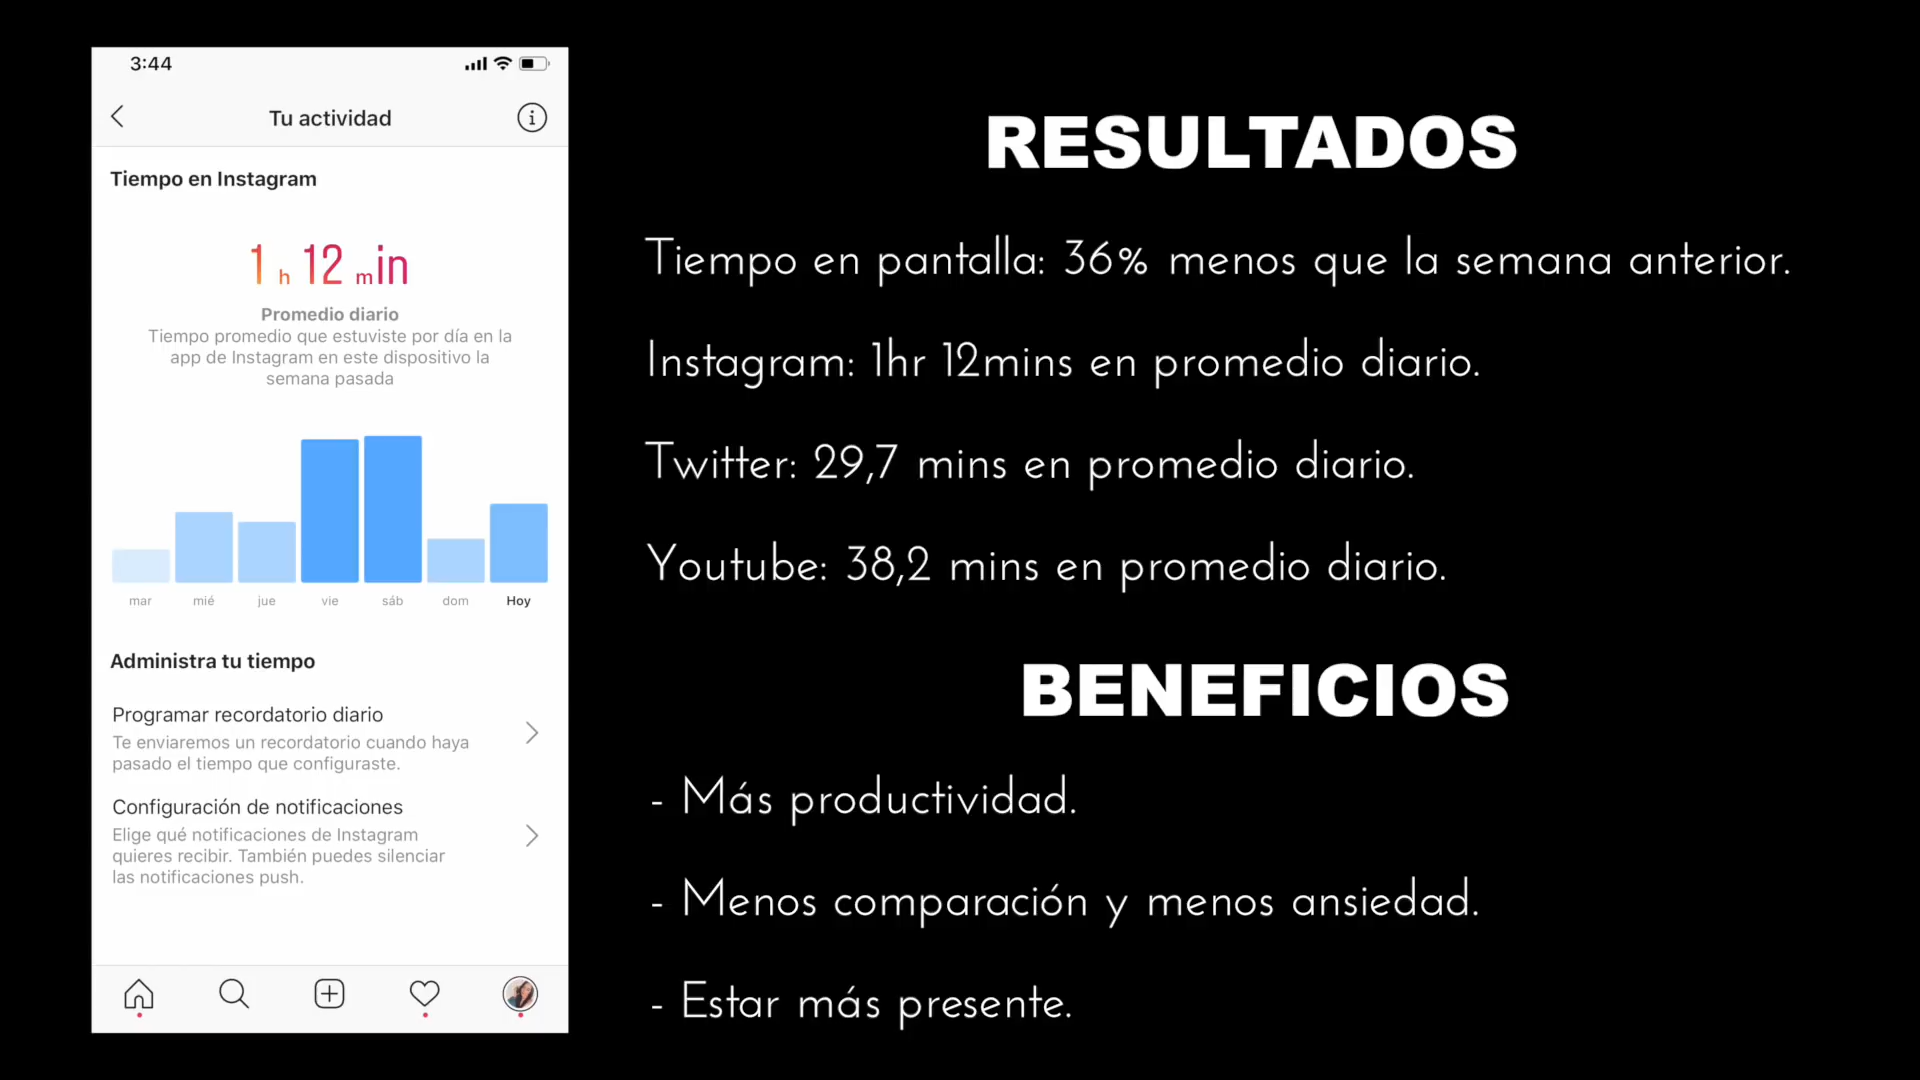 3:44
Tu actividad
Tiempo en Instagram
1 h 12 min
Promedio diario
Tiempo promedio que estuviste por día en la
app de Instagram en este dispositivo la
semana pasada
mar mié jue vie sáb dom Hoy
Administra tu tiempo
Programar recordatorio diario
Te enviaremos un recordatorio cuando haya
pasado el tiempo que configuraste.
Configuración de notificaciones
Elige qué notificaciones de Instagram
quieres recibir. También puedes silenciar
las notificaciones push.
RESULTADOS
Tiempo en pantalla: 36% menos que la semana anterior.
Instagram: 1hr 12mins en promedio diario.
Twitter: 29,7 mins en promedio diario.
Youtube: 38,2 mins en promedio diario.
BENEFICIOS
- Más productividad.
- Menos comparación y menos ansiedad.
- Estar más presente.